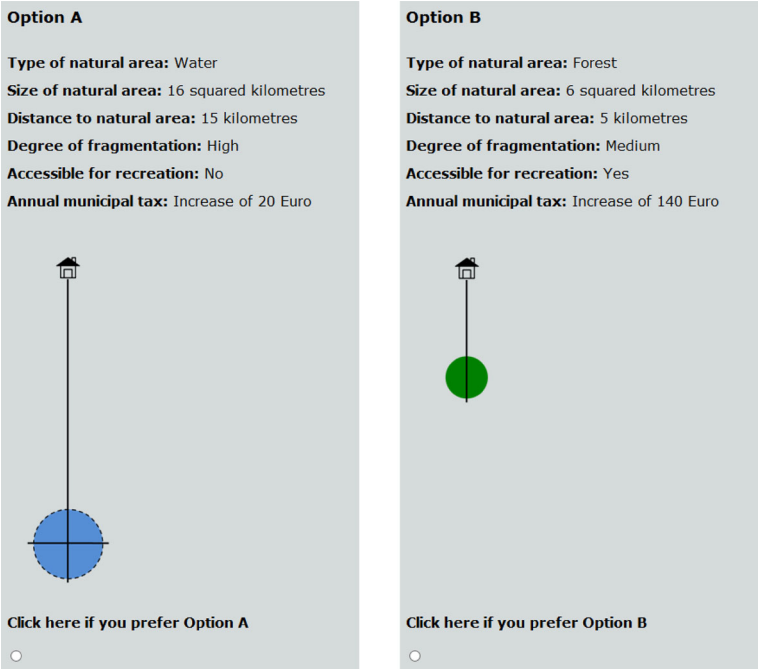 Option A
Type of natural area: Water
Size of natural area: 16 squared kilometres
Distance to natural area: 15 kilometres
Degree of fragmentation: High
Accessible for recreation: No
Annual municipal tax: Increase of 20 Euro
Click here if you prefer Option A
Option B
Type of natural area: Forest
Size of natural area: 6 squared kilometres
Distance to natural area: 5 kilometres
Degree of fragmentation: Medium
Accessible for recreation: Yes
Annual municipal tax: Increase of 140 Euro
Click here if you prefer Option B